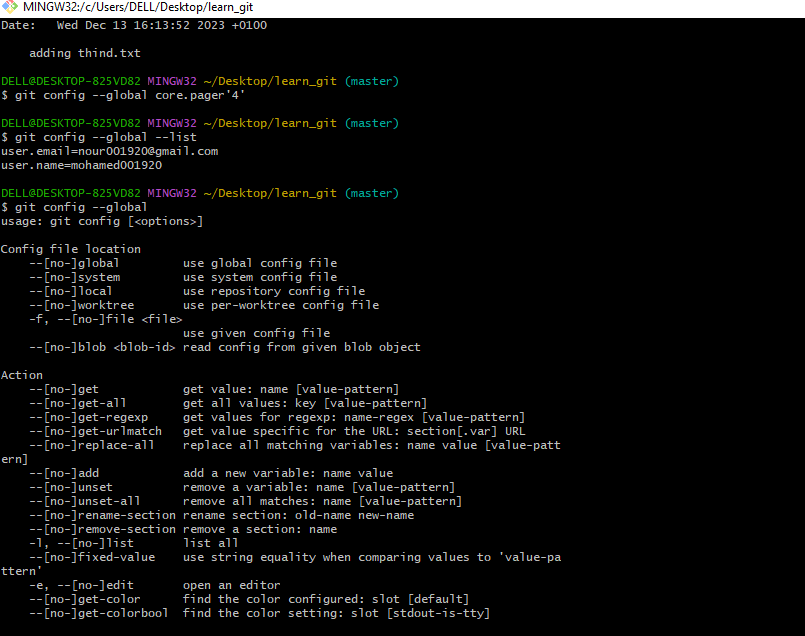 MINGW32:/c/Users/DELL/Desktop/learn_git
Date:   Wed Dec 13 16:13:52 2023 +0100

    adding thind.txt

DELL@DESKTOP-825VD82 MINGW32 ~/Desktop/learn_git (master)
$ git config --global core.pager'4'

DELL@DESKTOP-825VD82 MINGW32 ~/Desktop/learn_git (master)
$ git config --global --list
user.email=nour001920@gmail.com
user.name=mohamed001920

DELL@DESKTOP-825VD82 MINGW32 ~/Desktop/learn_git (master)
$ git config --global
usage: git config [<options>]

Config file location
    --[no-]global         use global config file
    --[no-]system         use system config file
    --[no-]local          use repository config file
    --[no-]worktree       use per-worktree config file
    -f, --[no-]file <file>
                          use given config file
    --[no-]blob <blob-id> read config from given blob object

Action
    --[no-]get            get value: name [value-pattern]
    --[no-]get-all        get all values: key [value-pattern]
    --[no-]get-regexp     get values for regexp: name-regex [value-pattern]
    --[no-]get-urlmatch   get value specific for the URL: section[.var] URL
    --[no-]replace-all    replace all matching variables: name value [value-patt
ern]
    --[no-]add            add a new variable: name value
    --[no-]unset          remove a variable: name [value-pattern]
    --[no-]unset-all      remove all matches: name [value-pattern]
    --[no-]rename-section rename section: old-name new-name
    --[no-]remove-section remove a section: name
    -l, --[no-]list       list all
    --[no-]fixed-value    use string equality when comparing values to 'value-pa
ttern'
    -e, --[no-]edit       open an editor
    --[no-]get-color      find the color configured: slot [default]
    --[no-]get-colorbool  find the color setting: slot [stdout-is-tty]